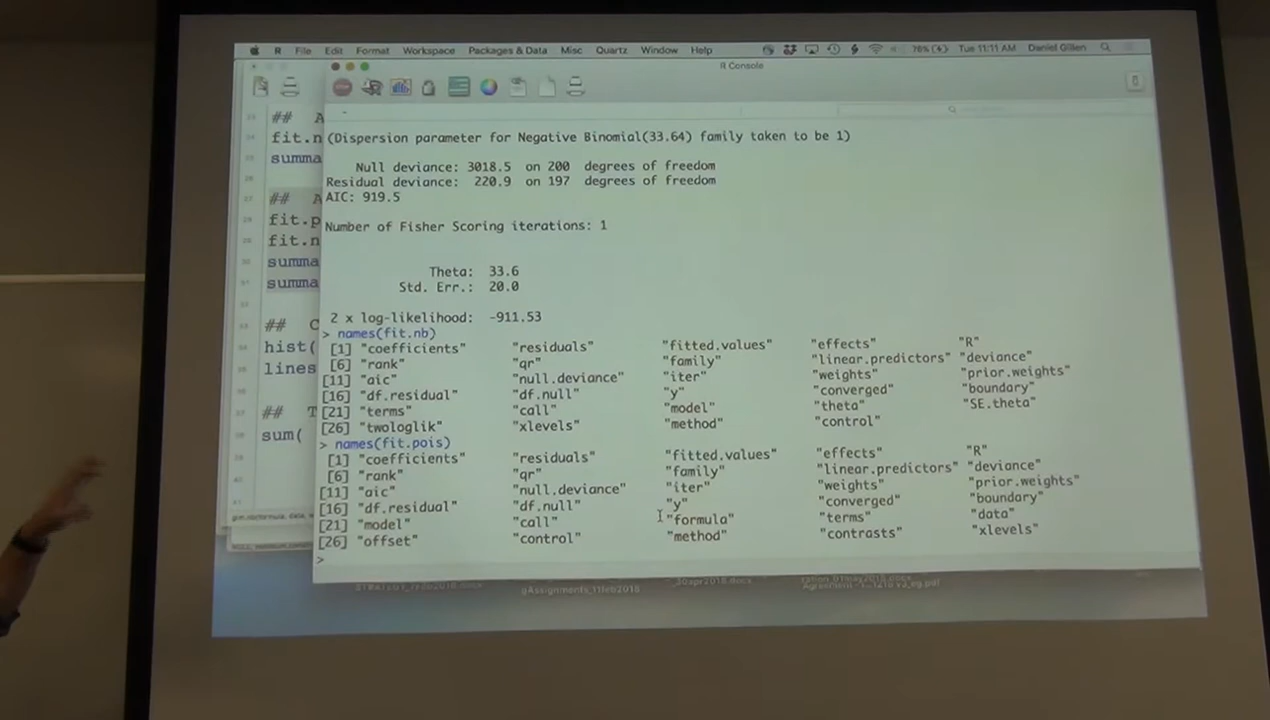 R File Edit Format Workspace Packages & Data Misc Quartz Window Help 76% Tue 11:11 AM Daniel Gillen
R Console
## A
fit.n
summa
## A
fit.p
fit.n
summa
summa
## C
hist(
lines
## T
sum(
(Dispersion parameter for Negative Binomial(33.64) family taken to be 1)
Null deviance: 3018.5 on 200 degrees of freedom
Residual deviance: 220.9 on 197 degrees of freedom
AIC: 919.5
Number of Fisher Scoring iterations: 1
Theta: 33.6
Std. Err.: 20.0
2 x log-likelihood: -911.53
> names(fit.nb)
[1] "coefficients" "residuals" "fitted.values" "effects" "R"
[6] "rank" "qr" "family" "linear.predictors" "deviance"
[11] "aic" "null.deviance" "iter" "weights" "prior.weights"
[16] "df.residual" "df.null" "y" "converged" "boundary"
[21] "terms" "call" "model" "theta" "SE.theta"
[26] "twologlik" "xlevels" "method" "control"
> names(fit.pois)
[1] "coefficients" "residuals" "fitted.values" "effects" "R"
[6] "rank" "qr" "family" "linear.predictors" "deviance"
[11] "aic" "null.deviance" "iter" "weights" "prior.weights"
[16] "df.residual" "df.null" "y" "converged" "boundary"
[21] "model" "call" "formula" "terms" "data"
[26] "offset" "control" "method" "contrasts" "xlevels"
>
gAssignments_11feb2018 _30apr2018.docx